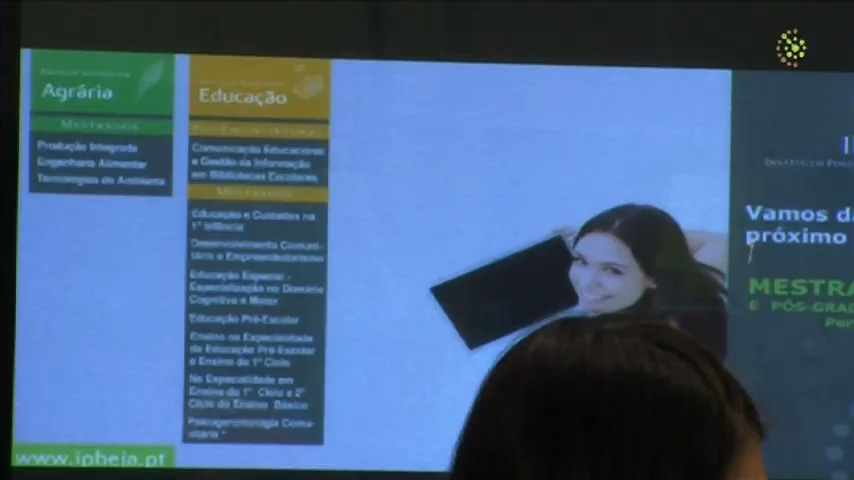 Agrária
MESTRADOS
Produção Integrada
Engenharia Alimentar
Tecnologias do Ambiente
Educação
Comunicação Educacional
e Gestão da Informação
em Bibliotecas Escolares
MESTRADOS
Educação e Cuidados na
1ª Infância
Desenvolvimento Comuni-
tário e Empreendedorismo
Educação Especial -
Especialização no Domínio
Cognitivo e Motor
Educação Pré-Escolar
Ensino na Especialidade
de Educação Pré-Escolar
e Ensino do 1º Ciclo
Na Especialidade em
Ensino do 1º Ciclo e 2º
Ciclo do Ensino Básico
Psicogerontologia Comu-
nitária *
www.ipbeja.pt
Vamos da
próximo
MESTRA
E PÓS-GRAD